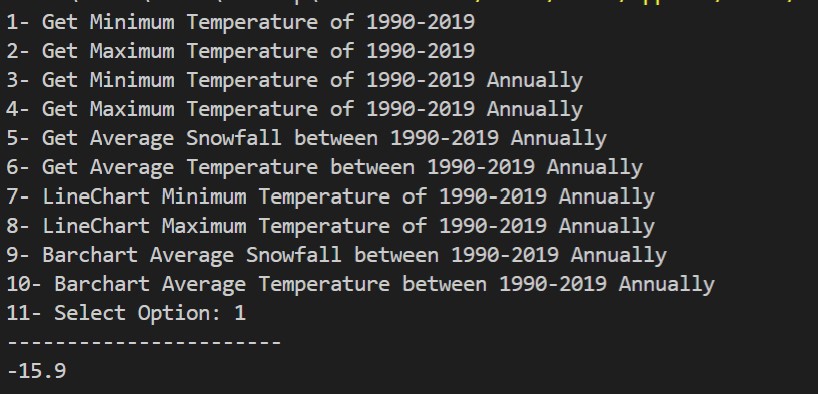 1- Get Minimum Temperature of 1990-2019
2- Get Maximum Temperature of 1990-2019
3- Get Minimum Temperature of 1990-2019 Annually
4- Get Maximum Temperature of 1990-2019 Annually
5- Get Average Snowfall between 1990-2019 Annually
6- Get Average Temperature between 1990-2019 Annually
7- LineChart Minimum Temperature of 1990-2019 Annually
8- LineChart Maximum Temperature of 1990-2019 Annually
9- Barchart Average Snowfall between 1990-2019 Annually
10- Barchart Average Temperature between 1990-2019 Annually
11- Select Option: 1
-----------------------
-15.9